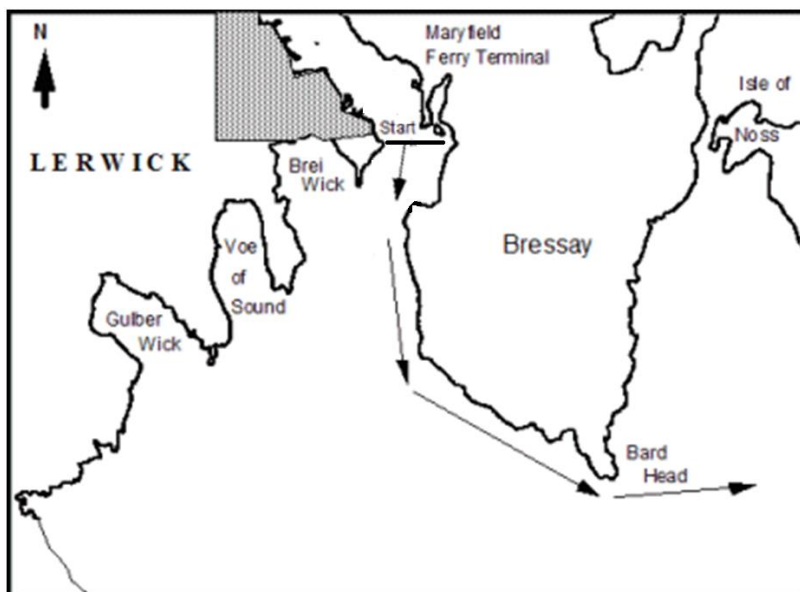 N
Maryfield
Ferry Terminal
Isle of
Noss
Start
LERWICK
Brei
Wick
Bressay
Voe
of
Sound
Gulber
Wick
Bard
Head